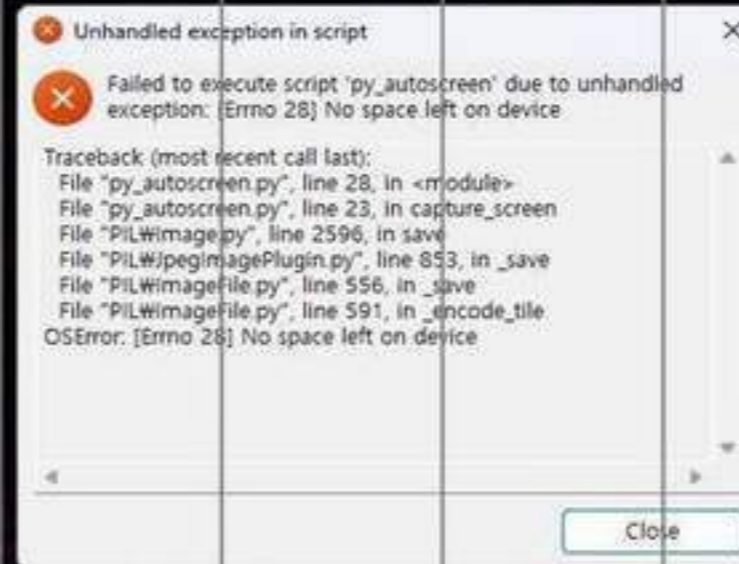 Unhandled exception in script
Failed to execute script 'py_autoscreen' due to unhandled
exception: [Errno 28] No space left on device
Traceback (most recent call last):
File "py_autoscreen.py", line 28, in <module>
File "py_autoscreen.py", line 23, in capture_screen
File "PIL₩Image.py", line 2596, in save
File "PIL₩JpegImagePlugin.py", line 853, in _save
File "PIL₩ImageFile.py", line 556, in _save
File "PIL₩ImageFile.py", line 591, in _encode_tile
OSError: [Errno 28] No space left on device
Close